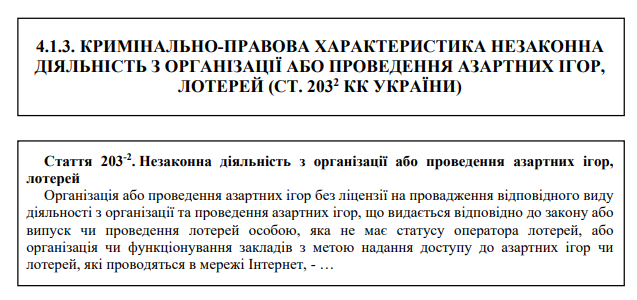 4.1.3. КРИМІНАЛЬНО-ПРАВОВА ХАРАКТЕРИСТИКА НЕЗАКОННА
ДІЯЛЬНІСТЬ З ОРГАНІЗАЦІЇ АБО ПРОВЕДЕННЯ АЗАРТНИХ ІГОР,
ЛОТЕРЕЙ (СТ. 203² КК УКРАЇНИ)
Стаття 203⁻². Незаконна діяльність з організації або проведення азартних ігор,
лотерей
Організація або проведення азартних ігор без ліцензії на провадження відповідного виду
діяльності з організації та проведення азартних ігор, що видається відповідно до закону або
випуск чи проведення лотерей особою, яка не має статусу оператора лотерей, або
організація чи функціонування закладів з метою надання доступу до азартних ігор чи
лотерей, які проводяться в мережі Інтернет, - …